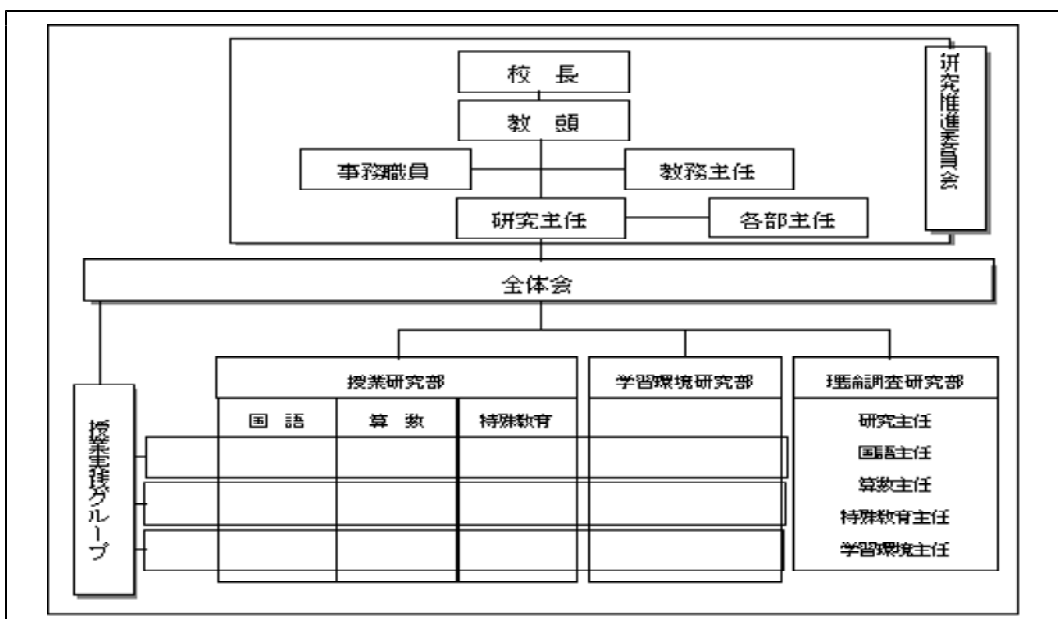 校　長
研究推進委員会
教　頭
事務職員
教務主任
研究主任
各部主任
全体会
授業研究部
学習環境研究部
理論調査研究部
国　語
算　数
特殊教育
研究主任
国語主任
算数主任
特殊教育主任
学習環境主任
授業実践グループ